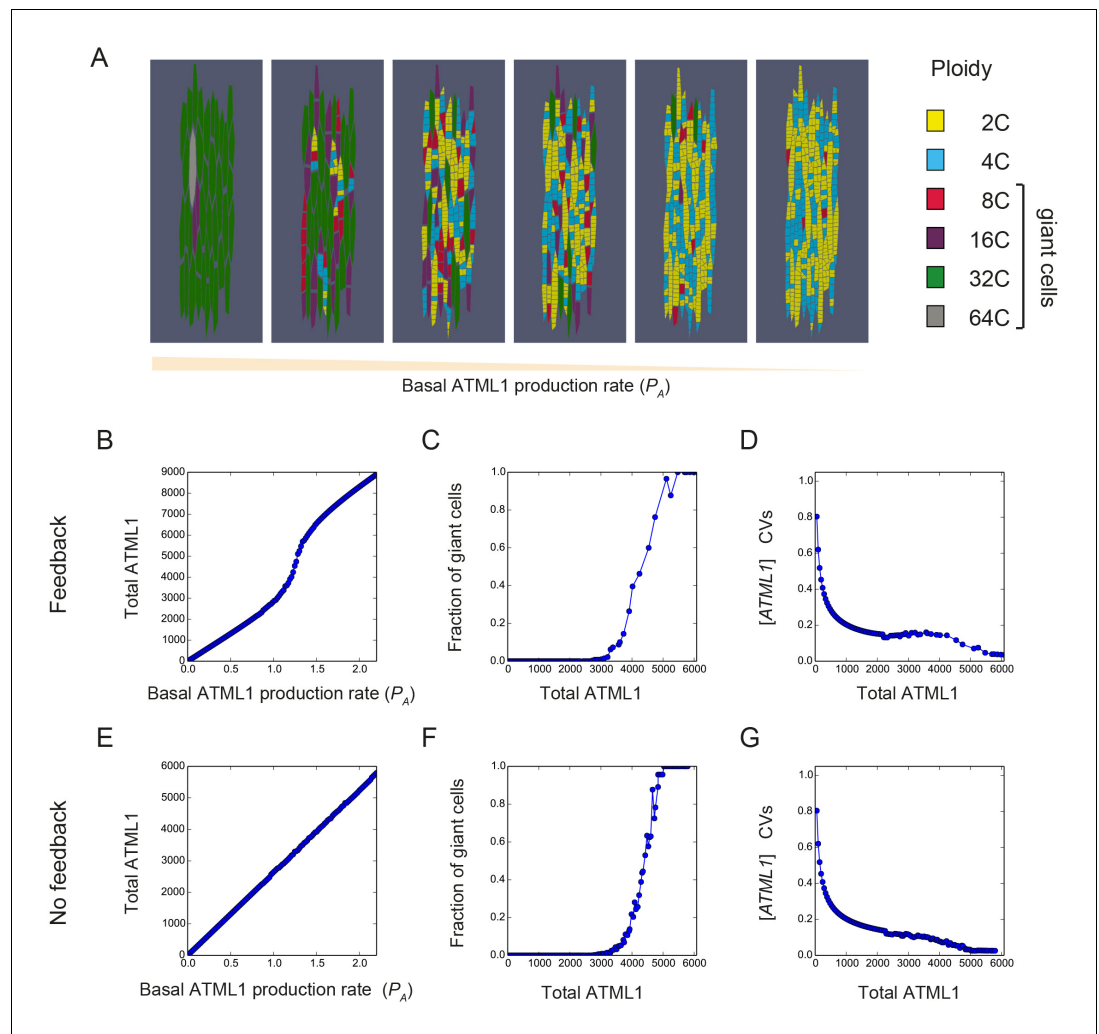 A
Ploidy
2C
4C
8C
16C
32C
64C
giant cells
Basal ATML1 production rate (P_A)
B
C
D
Feedback
Total ATML1
9000
8000
7000
6000
5000
4000
3000
2000
1000
0
0.0 0.5 1.0 1.5 2.0
Basal ATML1 production rate (P_A)
Fraction of giant cells
1.0
0.8
0.6
0.4
0.2
0
0 1000 2000 3000 4000 5000 6000
Total ATML1
[ATML1] CVs
1.0
0.8
0.6
0.4
0.2
0.0
0 1000 2000 3000 4000 5000 6000
Total ATML1
E
F
G
No feedback
Total ATML1
6000
5000
4000
3000
2000
1000
0
0.0 0.5 1.0 1.5 2.0
Basal ATML1 production rate (P_A)
Fraction of giant cells
1.0
0.8
0.6
0.4
0.2
0
0 1000 2000 3000 4000 5000 6000
Total ATML1
[ATML1] CVs
1.0
0.8
0.6
0.4
0.2
0.0
0 1000 2000 3000 4000 5000 6000
Total ATML1